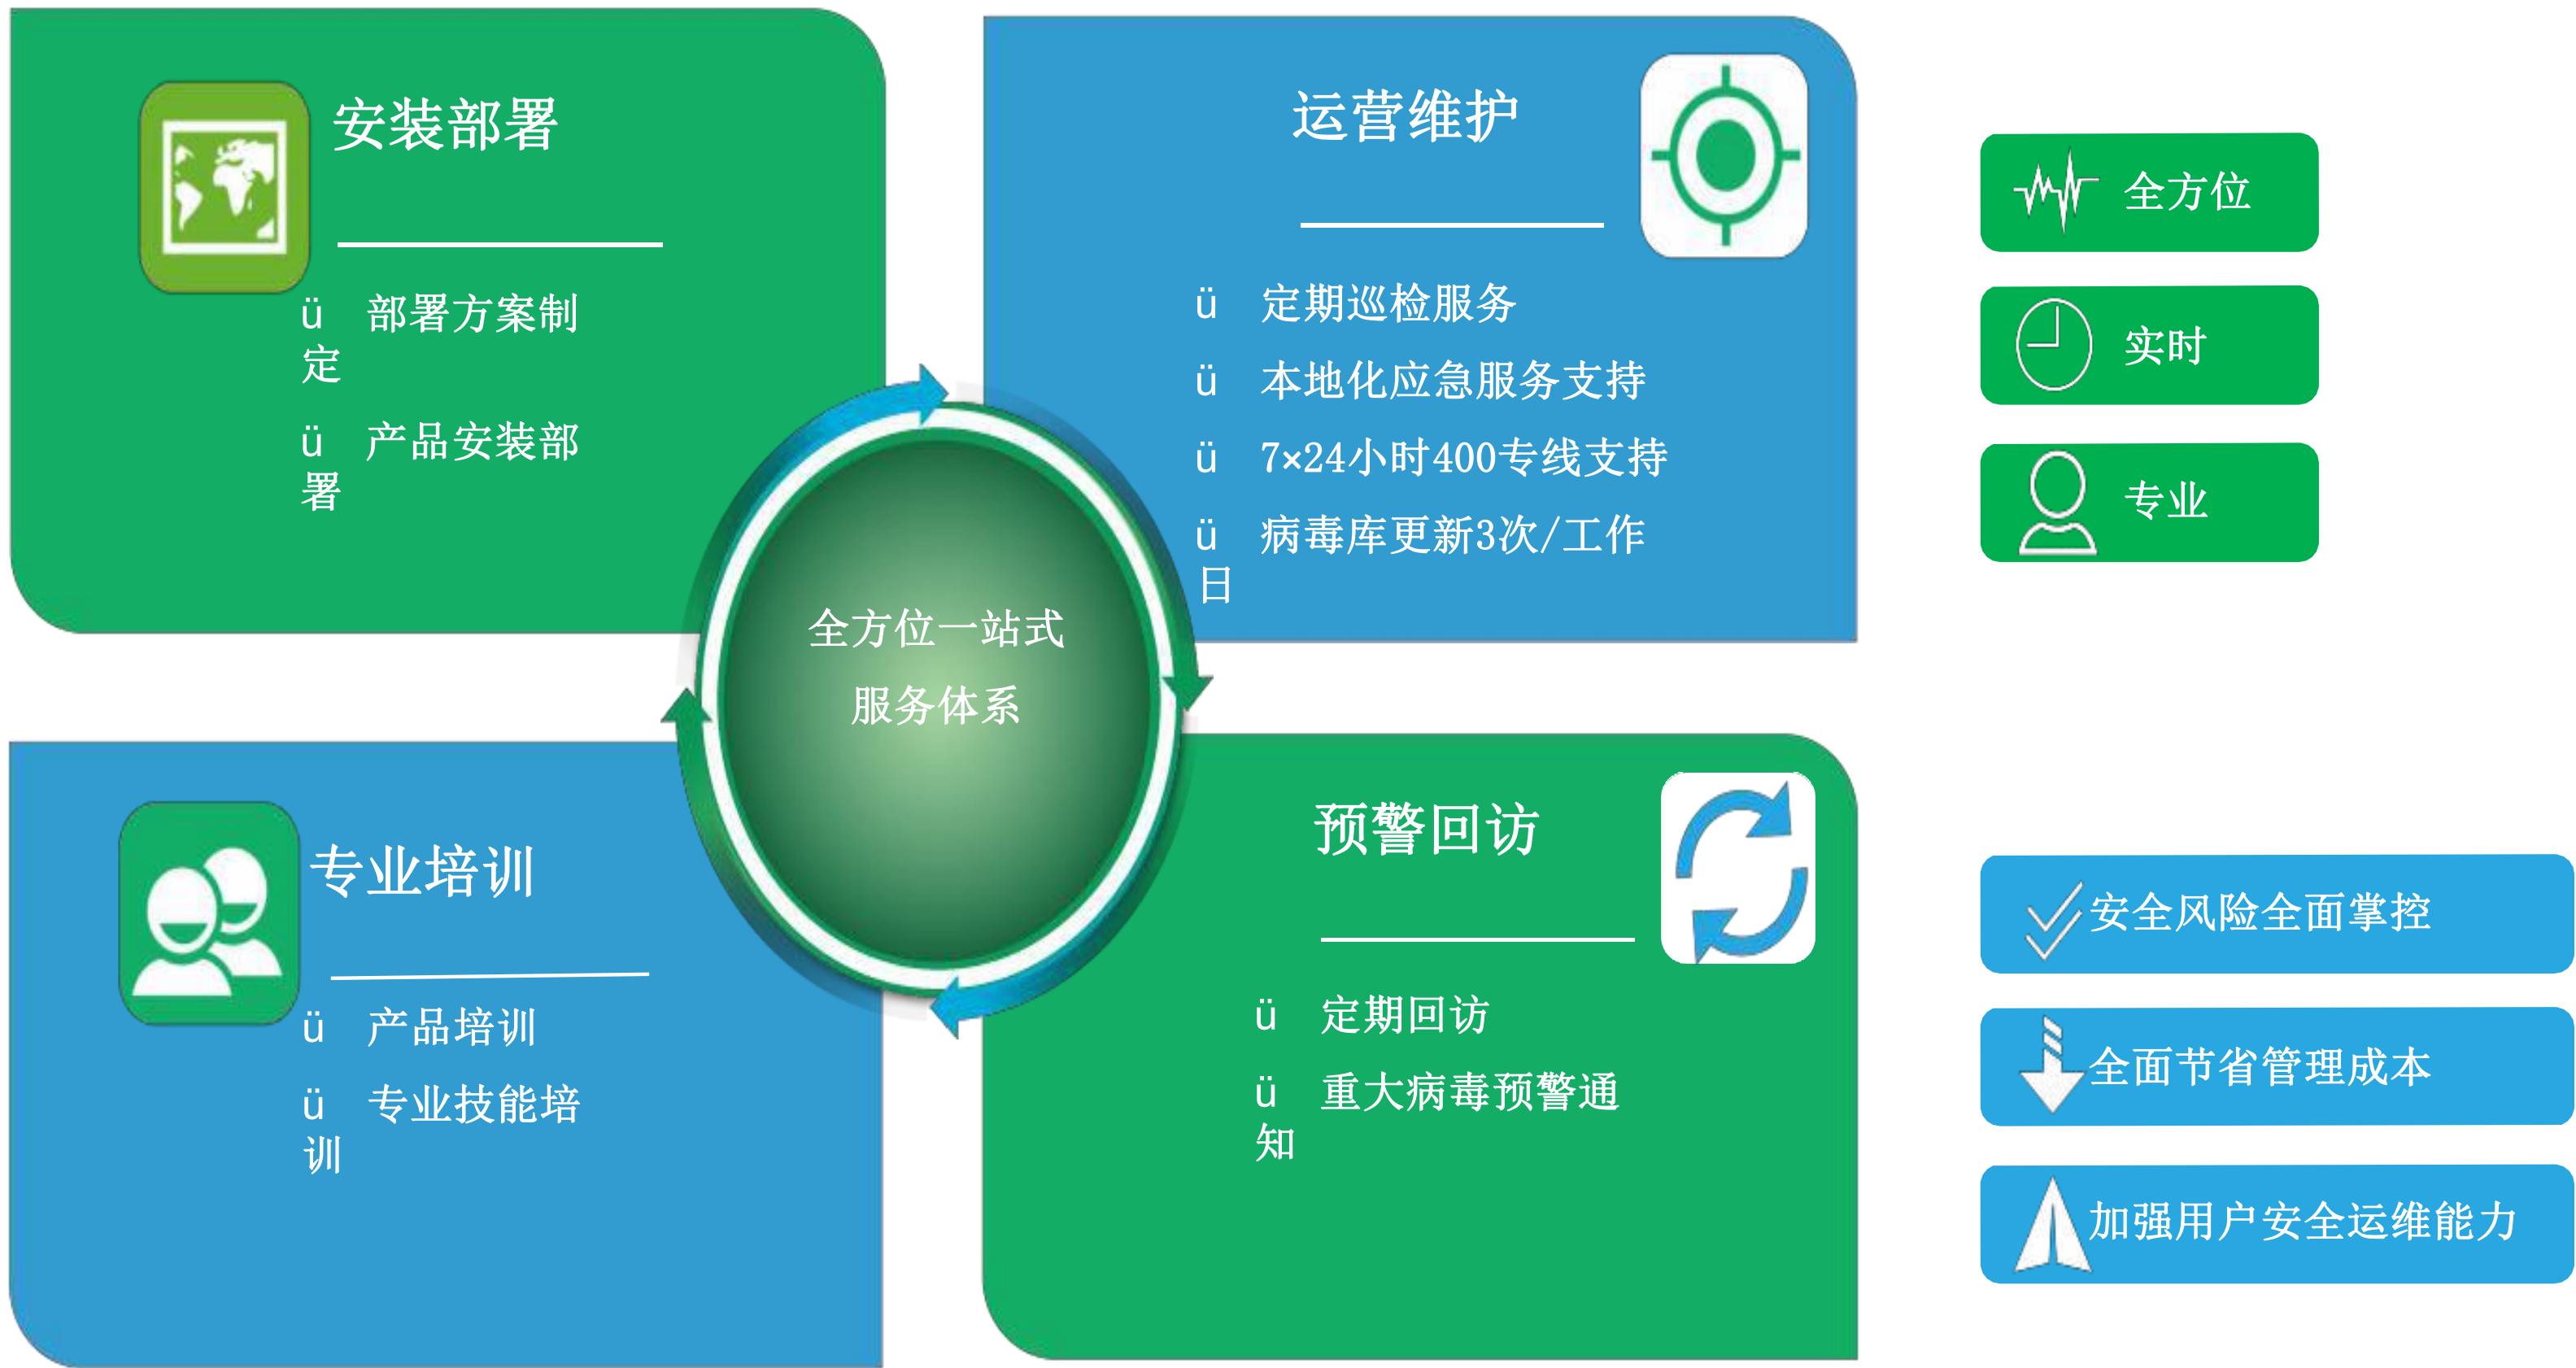 安装部署
ü 部署方案制
定
ü 产品安装部
署
运营维护
ü 定期巡检服务
ü 本地化应急服务支持
ü 7×24小时400专线支持
ü 病毒库更新3次/工作
日
全方位一站式
服务体系
专业培训
ü 产品培训
ü 专业技能培
训
预警回访
ü 定期回访
ü 重大病毒预警通
知
全方位
实时
专业
安全风险全面掌控
全面节省管理成本
加强用户安全运维能力